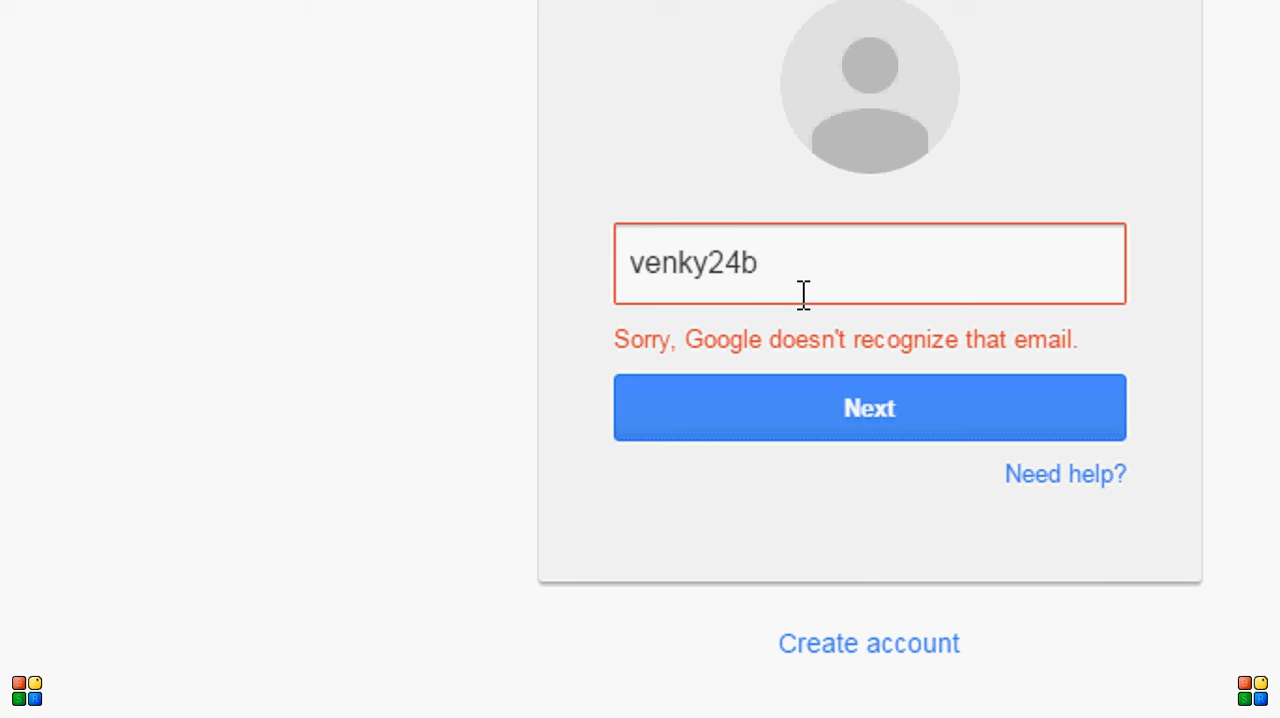 venky24b
Sorry, Google doesn't recognize that email.
Next
Need help?
Create account